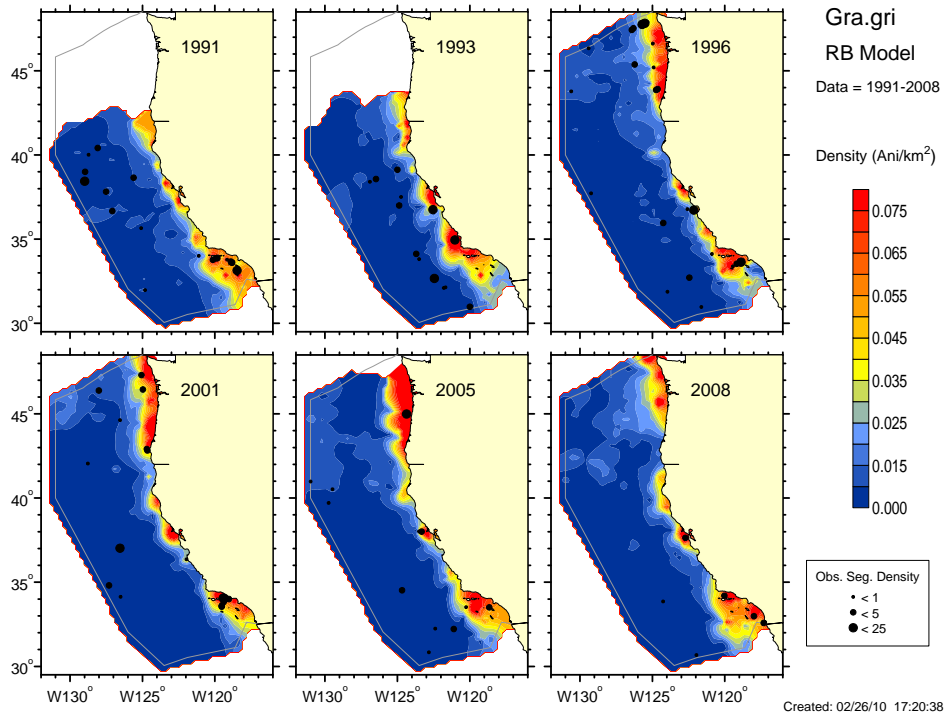 Gra.gri
RB Model
Data = 1991-2008
1991
1993
1996
45°
40°
35°
30°
2001
2005
2008
45°
40°
35°
30°
W130° W125° W120°
W130° W125° W120°
W130° W125° W120°
Density (Ani/km²)
0.075
0.065
0.055
0.045
0.035
0.025
0.015
0.000
Obs. Seg. Density
< 1
< 5
< 25
Created: 02/26/10 17:20:38